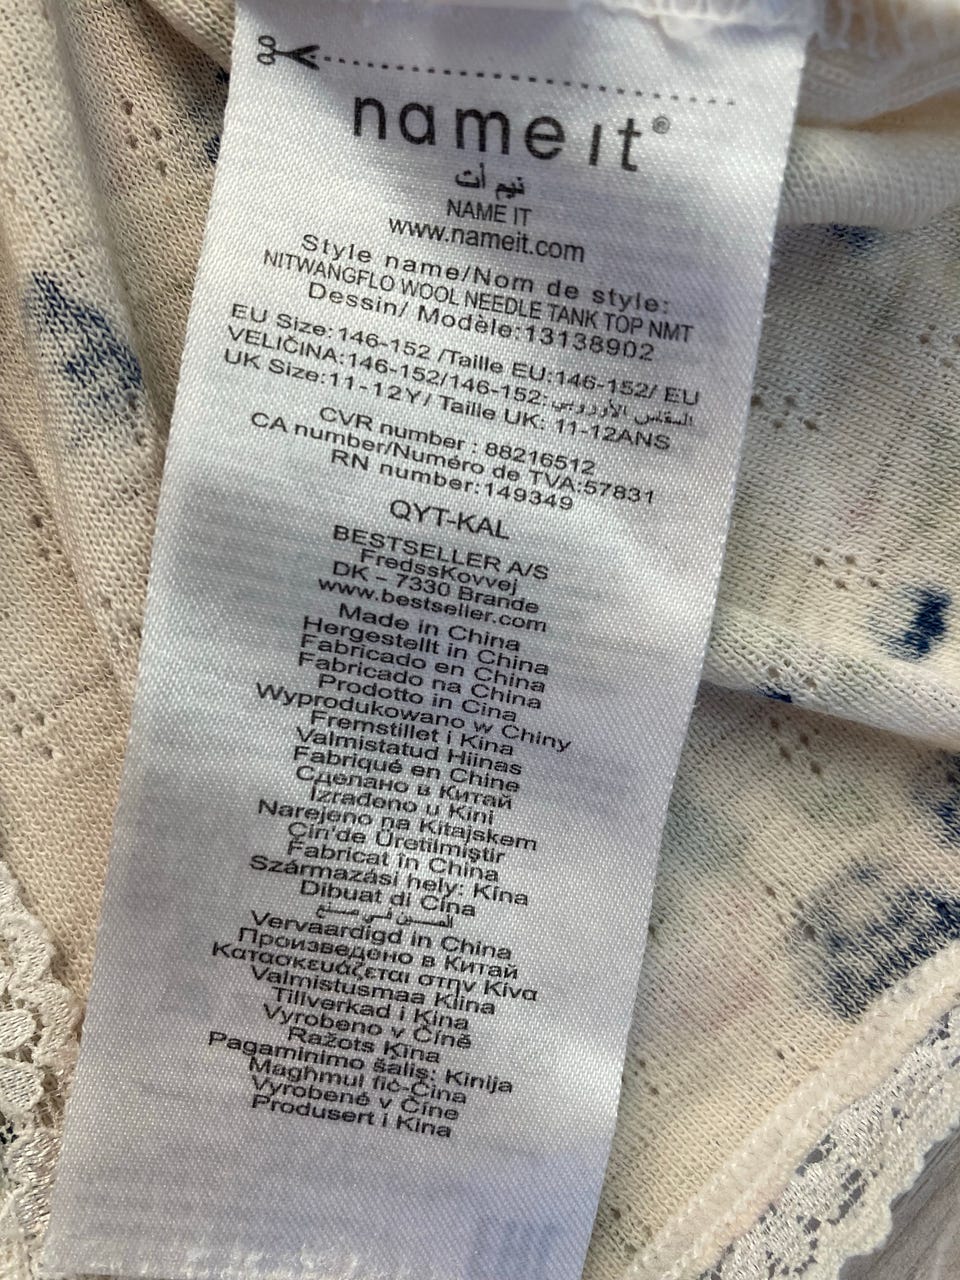 name it®
نيم أت
NAME IT
www.nameit.com
Style name/Nom de style:
NITWANGFLO WOOL NEEDLE TANK TOP NMT
Dessin/ Modèle:13138902
EU Size:146-152 /Taille EU:146-152/ EU
VELIČINA:146-152/146-152:المقاس الأوروبي
UK Size:11-12Y/ Taille UK: 11-12ANS
CVR number : 88216512
CA number/Numéro de TVA:57831
RN number:149349
QYT-KAL
BESTSELLER A/S
FredssKovvej
DK – 7330 Brande
www.bestseller.com
Made in China
Hergestellt in China
Fabricado en China
Fabricado na China
Prodotto in Cina
Wyprodukowano w Chiny
Fremstillet i Kina
Valmistatud Hiinas
Fabriqué en Chine
Сделано в Китай
Izrađeno u Kini
Narejeno na Kitajskem
Çin'de Üretilmiştir
Fabricat în China
Származási hely: Kína
Dibuat di Cina
الصين في صنع
Vervaardigd in China
Произведено в Китай
Κατασκευάζεται στην Κίνα
Valmistusmaa Kiina
Tillverkad i Kina
Vyrobeno v Číně
Ražots Ķīna
Pagaminimo šalis: Kinija
Maghmul fiċ-Ċina
Vyrobené v Číne
Produsert i Kina